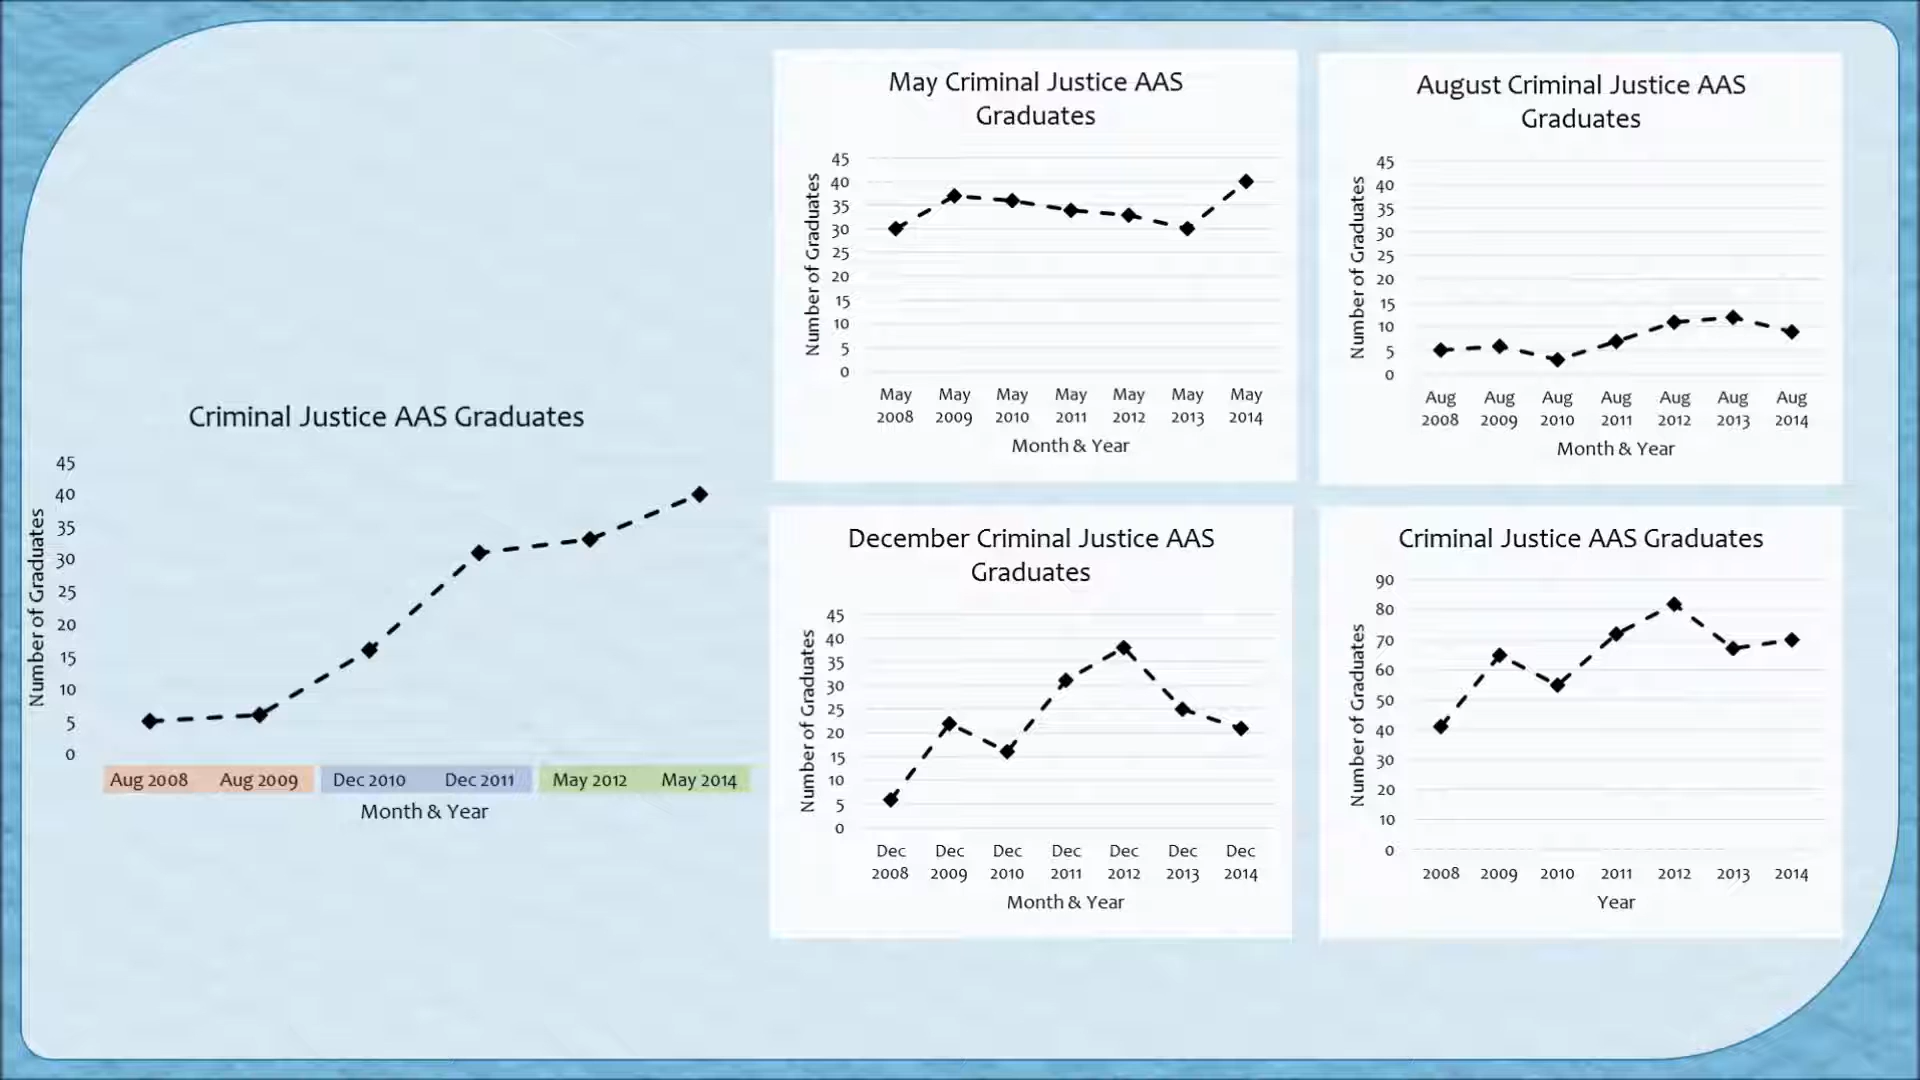 Criminal Justice AAS Graduates
45
40
35
30
25
20
15
10
5
0
Number of Graduates
Aug 2008 Aug 2009 Dec 2010 Dec 2011 May 2012 May 2014
Month & Year
May Criminal Justice AAS
Graduates
45
40
35
30
25
20
15
10
5
0
Number of Graduates
May May May May May May May
2008 2009 2010 2011 2012 2013 2014
Month & Year
August Criminal Justice AAS
Graduates
45
40
35
30
25
20
15
10
5
0
Number of Graduates
Aug Aug Aug Aug Aug Aug Aug
2008 2009 2010 2011 2012 2013 2014
Month & Year
December Criminal Justice AAS
Graduates
45
40
35
30
25
20
15
10
5
0
Number of Graduates
Dec Dec Dec Dec Dec Dec Dec
2008 2009 2010 2011 2012 2013 2014
Month & Year
Criminal Justice AAS Graduates
90
80
70
60
50
40
30
20
10
0
Number of Graduates
2008 2009 2010 2011 2012 2013 2014
Year